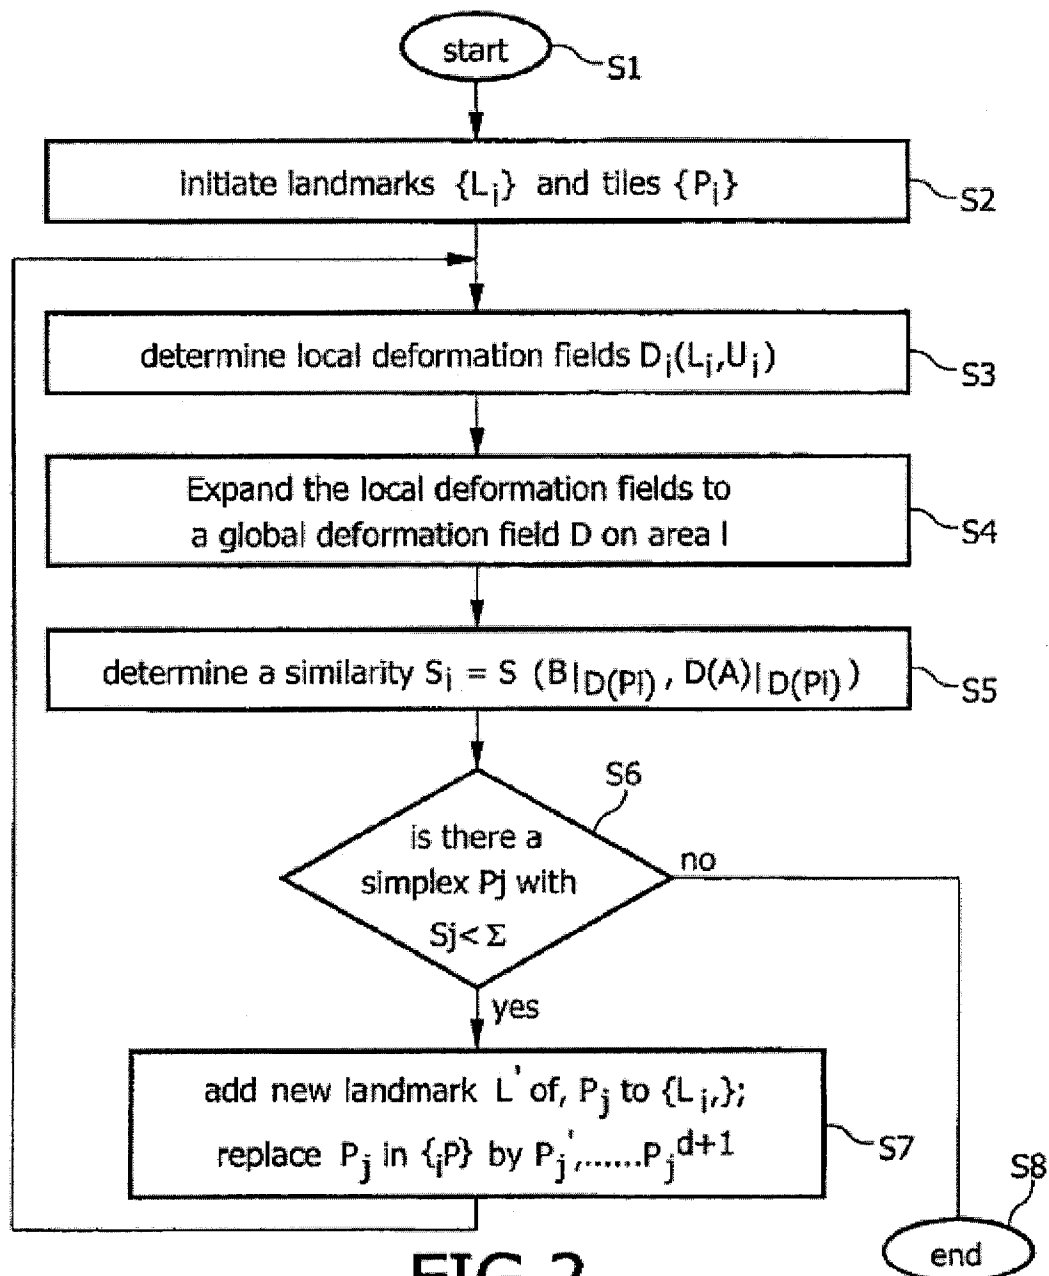 start
S1
initiate landmarks {Li} and tiles {Pi}
S2
determine local deformation fields Di(Li,Ui)
S3
Expand the local deformation fields to
a global deformation field D on area I
S4
determine a similarity Si = S (B|D(Pi), D(A)|D(Pi))
S5
S6
is there a
simplex Pj with
Sj< Σ
no
yes
add new landmark L' of, Pj to {Li,};
replace Pj in {iP} by Pj',......Pj^d+1
S7
S8
end
FIG.2